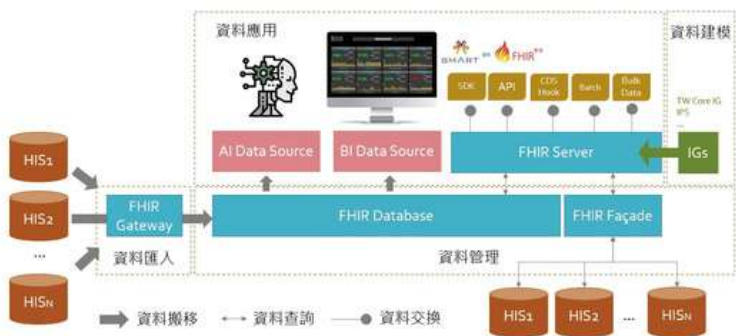 資料應用
資料建模
SMART on FHIR
SDK
API
CDS
Hook
Batch
Bulk
Data
TW Core IG
IPS
...
AI Data Source
BI Data Source
FHIR Server
IGs
HIS1
HIS2
...
HISN
FHIR
Gateway
FHIR Database
FHIR Façade
資料匯入
資料管理
HIS1
HIS2
...
HISN
資料搬移
資料查詢
資料交換